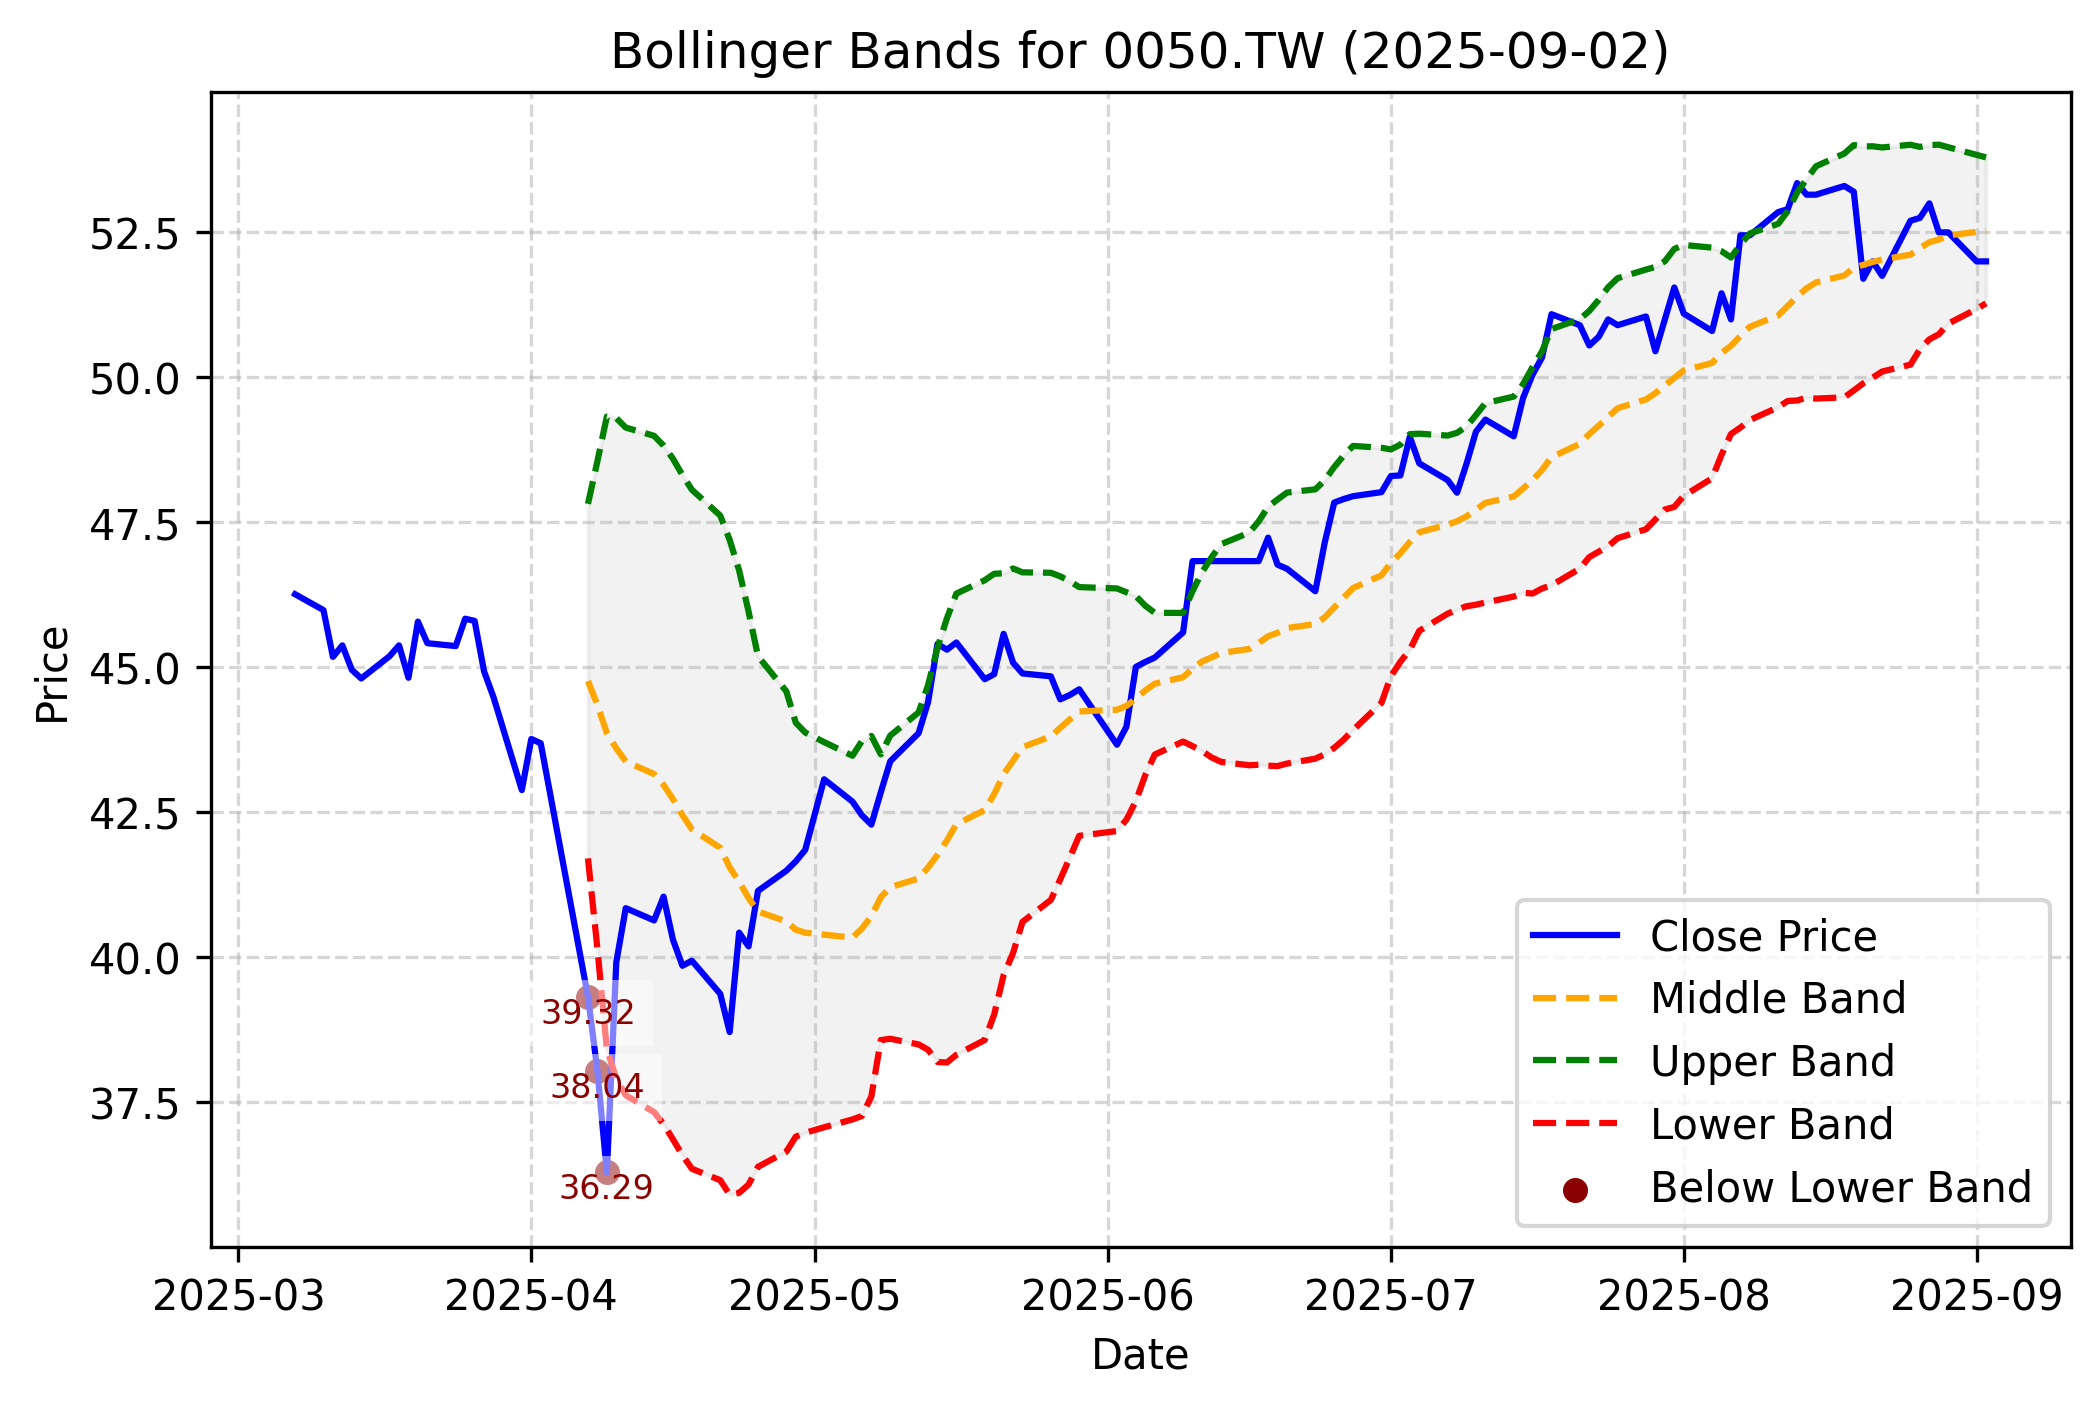 Bollinger Bands for 0050.TW (2025-09-02)
Price
52.5
50.0
47.5
45.0
42.5
40.0
37.5
39.32
38.04
36.29
Close Price
Middle Band
Upper Band
Lower Band
Below Lower Band
2025-03 2025-04 2025-05 2025-06 2025-07 2025-08 2025-09
Date